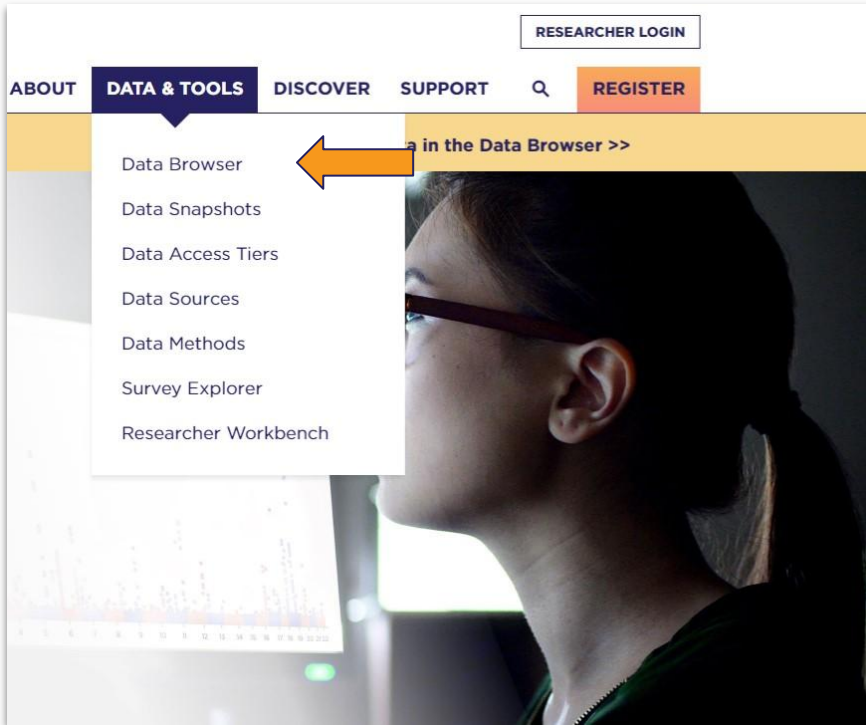 RESEARCHER LOGIN
ABOUT DATA & TOOLS DISCOVER SUPPORT REGISTER
in the Data Browser >>
Data Browser
Data Snapshots
Data Access Tiers
Data Sources
Data Methods
Survey Explorer
Researcher Workbench